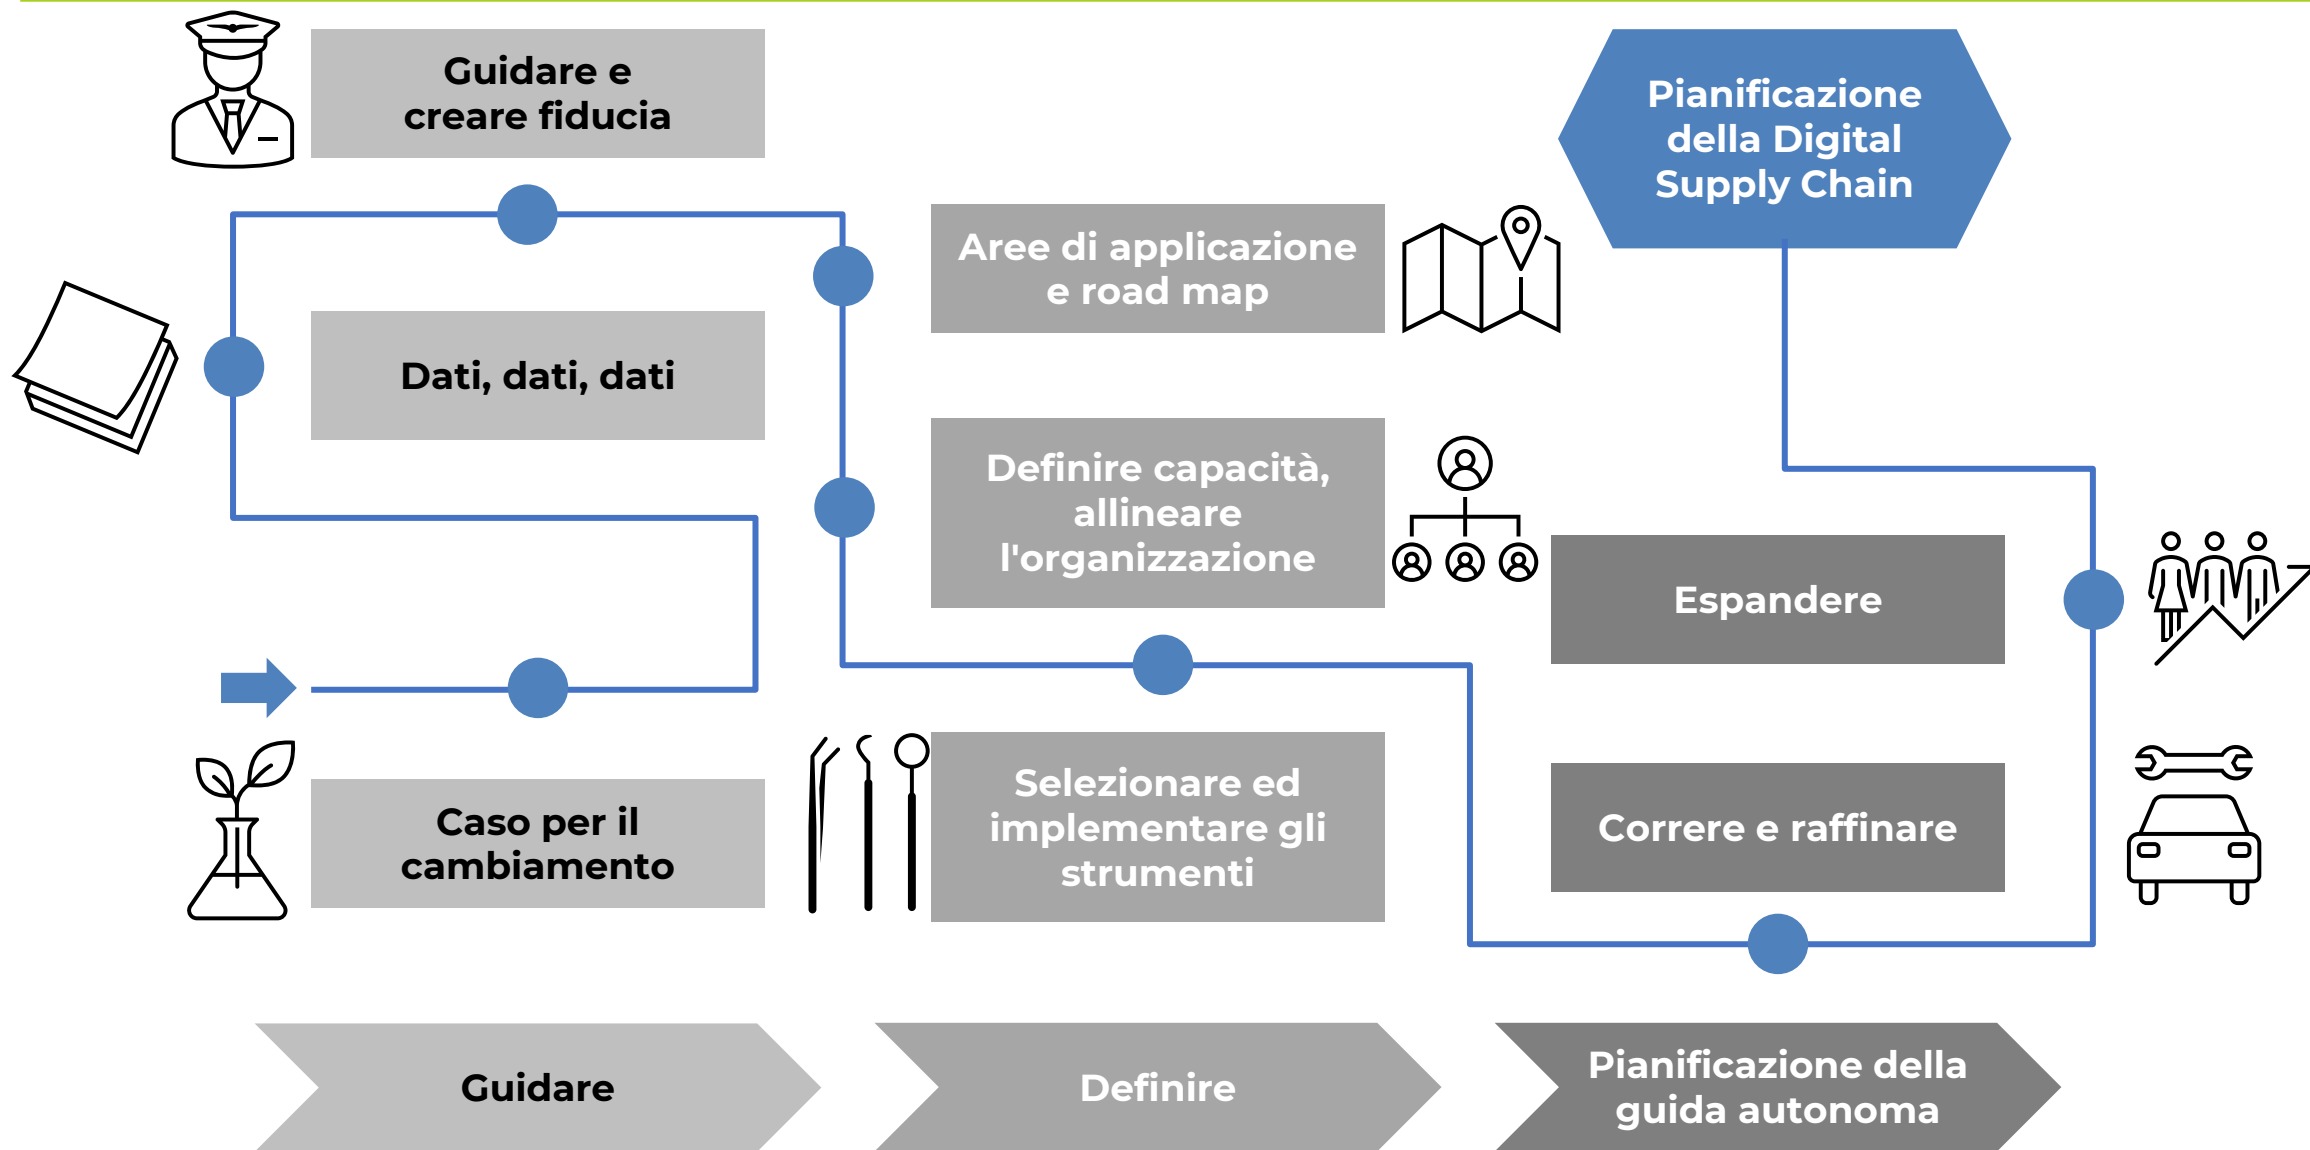 Guidare e
creare fiducia
Dati, dati, dati
Caso per il
cambiamento
Aree di applicazione
e road map
Definire capacità,
allineare
l'organizzazione
Selezionare ed
implementare gli
strumenti
Pianificazione
della Digital
Supply Chain
Espandere
Correre e raffinare
Guidare
Definire
Pianificazione della
guida autonoma